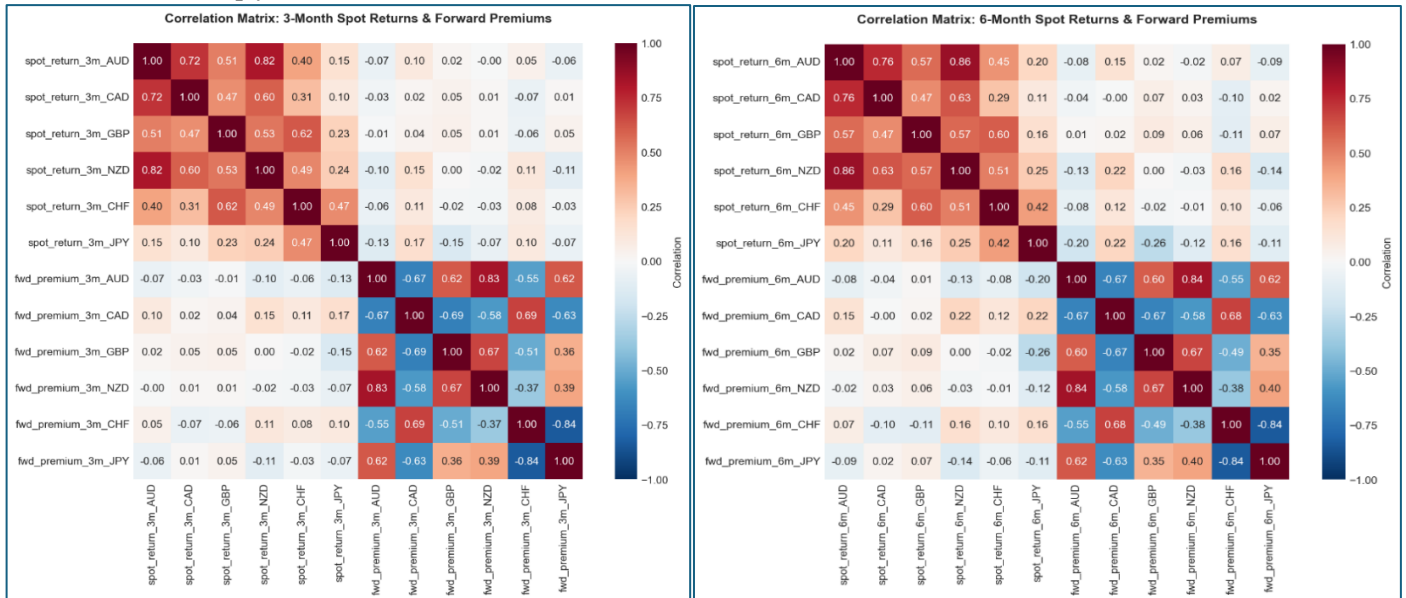 Correlation Matrix: 3-Month Spot Returns & Forward Premiums
spot_return_3m_AUD 1.00 0.72 0.51 0.82 0.40 0.15 -0.07 0.10 0.02 -0.00 0.05 -0.06
spot_return_3m_CAD 0.72 1.00 0.47 0.60 0.31 0.10 -0.03 0.02 0.05 0.01 -0.07 0.01
spot_return_3m_GBP 0.51 0.47 1.00 0.53 0.62 0.23 -0.01 0.04 0.05 0.01 -0.06 0.05
spot_return_3m_NZD 0.82 0.60 0.53 1.00 0.49 0.24 -0.10 0.15 0.00 -0.02 0.11 -0.11
spot_return_3m_CHF 0.40 0.31 0.62 0.49 1.00 0.47 -0.06 0.11 -0.02 -0.03 0.08 -0.03
spot_return_3m_JPY 0.15 0.10 0.23 0.24 0.47 1.00 -0.13 0.17 -0.15 -0.07 0.10 -0.07
fwd_premium_3m_AUD -0.07 -0.03 -0.01 -0.10 -0.06 -0.13 1.00 -0.67 0.62 0.83 -0.55 0.62
fwd_premium_3m_CAD 0.10 0.02 0.04 0.15 0.11 0.17 -0.67 1.00 -0.69 -0.58 0.69 -0.63
fwd_premium_3m_GBP 0.02 0.05 0.05 0.00 -0.02 -0.15 0.62 -0.69 1.00 0.67 -0.51 0.36
fwd_premium_3m_NZD -0.00 0.01 0.01 -0.02 -0.03 -0.07 0.83 -0.58 0.67 1.00 -0.37 0.39
fwd_premium_3m_CHF 0.05 -0.07 -0.06 0.11 0.08 0.10 -0.55 0.69 -0.51 -0.37 1.00 -0.84
fwd_premium_3m_JPY -0.06 0.01 0.05 -0.11 -0.03 -0.07 0.62 -0.63 0.36 0.39 -0.84 1.00
spot_return_3m_AUD
spot_return_3m_CAD
spot_return_3m_GBP
spot_return_3m_NZD
spot_return_3m_CHF
spot_return_3m_JPY
fwd_premium_3m_AUD
fwd_premium_3m_CAD
fwd_premium_3m_GBP
fwd_premium_3m_NZD
fwd_premium_3m_CHF
fwd_premium_3m_JPY
1.00
0.75
0.50
0.25
0.00
−0.25
−0.50
−0.75
−1.00
Correlation
Correlation Matrix: 6-Month Spot Returns & Forward Premiums
spot_return_6m_AUD 1.00 0.76 0.57 0.86 0.45 0.20 -0.08 0.15 0.02 -0.02 0.07 -0.09
spot_return_6m_CAD 0.76 1.00 0.47 0.63 0.29 0.11 -0.04 -0.00 0.07 0.03 -0.10 0.02
spot_return_6m_GBP 0.57 0.47 1.00 0.57 0.60 0.16 0.01 0.02 0.09 0.06 -0.11 0.07
spot_return_6m_NZD 0.86 0.63 0.57 1.00 0.51 0.25 -0.13 0.22 0.00 -0.03 0.16 -0.14
spot_return_6m_CHF 0.45 0.29 0.60 0.51 1.00 0.42 -0.08 0.12 -0.02 -0.01 0.10 -0.06
spot_return_6m_JPY 0.20 0.11 0.16 0.25 0.42 1.00 -0.20 0.22 -0.26 -0.12 0.16 -0.11
fwd_premium_6m_AUD -0.08 -0.04 0.01 -0.13 -0.08 -0.20 1.00 -0.67 0.60 0.84 -0.55 0.62
fwd_premium_6m_CAD 0.15 -0.00 0.02 0.22 0.12 0.22 -0.67 1.00 -0.67 -0.58 0.68 -0.63
fwd_premium_6m_GBP 0.02 0.07 0.09 0.00 -0.02 -0.26 0.60 -0.67 1.00 0.67 -0.49 0.35
fwd_premium_6m_NZD -0.02 0.03 0.06 -0.03 -0.01 -0.12 0.84 -0.58 0.67 1.00 -0.38 0.40
fwd_premium_6m_CHF 0.07 -0.10 -0.11 0.16 0.10 0.16 -0.55 0.68 -0.49 -0.38 1.00 -0.84
fwd_premium_6m_JPY -0.09 0.02 0.07 -0.14 -0.06 -0.11 0.62 -0.63 0.35 0.40 -0.84 1.00
spot_return_6m_AUD
spot_return_6m_CAD
spot_return_6m_GBP
spot_return_6m_NZD
spot_return_6m_CHF
spot_return_6m_JPY
fwd_premium_6m_AUD
fwd_premium_6m_CAD
fwd_premium_6m_GBP
fwd_premium_6m_NZD
fwd_premium_6m_CHF
fwd_premium_6m_JPY
1.00
0.75
0.50
0.25
0.00
−0.25
−0.50
−0.75
−1.00
Correlation